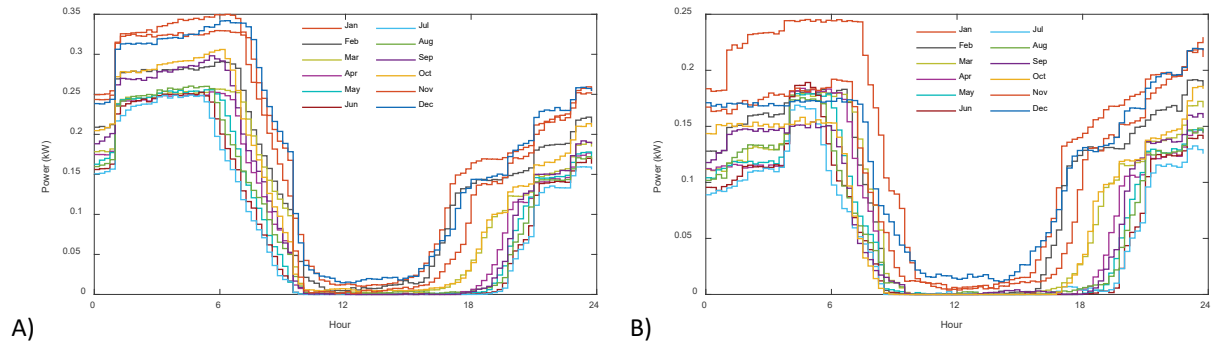 A)
Power (kW)
0.35
0.3
0.25
0.2
0.15
0.1
0.05
0
0 6 12 18 24
Hour
Jan Jul
Feb Aug
Mar Sep
Apr Oct
May Nov
Jun Dec
B)
Power (kW)
0.25
0.2
0.15
0.1
0.05
0
0 6 12 18 24
Hour
Jan Jul
Feb Aug
Mar Sep
Apr Oct
May Nov
Jun Dec